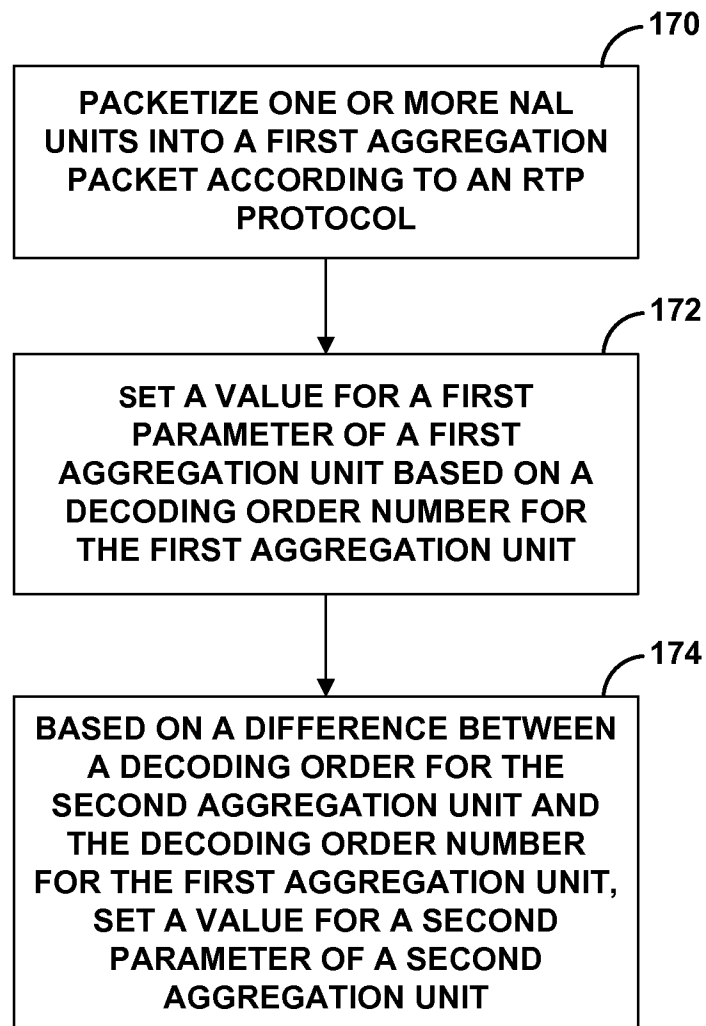 170
PACKETIZE ONE OR MORE NAL
UNITS INTO A FIRST AGGREGATION
PACKET ACCORDING TO AN RTP
PROTOCOL
172
SET A VALUE FOR A FIRST
PARAMETER OF A FIRST
AGGREGATION UNIT BASED ON A
DECODING ORDER NUMBER FOR
THE FIRST AGGREGATION UNIT
174
BASED ON A DIFFERENCE BETWEEN
A DECODING ORDER FOR THE
SECOND AGGREGATION UNIT AND
THE DECODING ORDER NUMBER
FOR THE FIRST AGGREGATION UNIT,
SET A VALUE FOR A SECOND
PARAMETER OF A SECOND
AGGREGATION UNIT